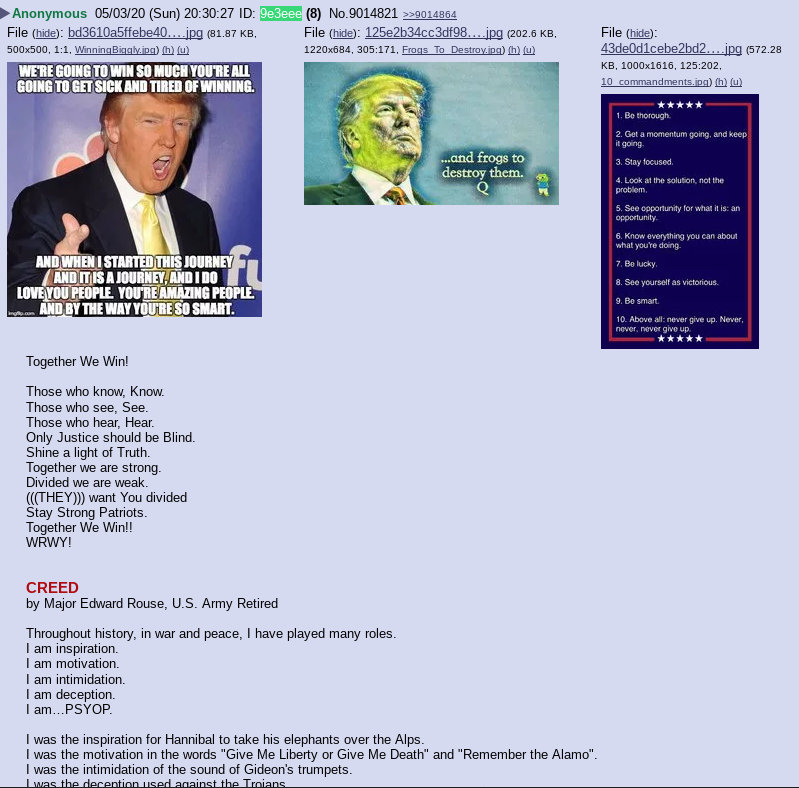 Anonymous 05/03/20 (Sun) 20:30:27 ID: 9e3eee (8) No.9014821 >>9014864
File (hide): bd3610a5ffebe40….jpg (81.87 KB, 500x500, 1:1, WinningBiggly.jpg) (h) (u)
WE'RE GOING TO WIN SO MUCH YOU'RE ALL
GOING TO GET SICK AND TIRED OF WINNING.
AND WHEN I STARTED THIS JOURNEY
AND IT IS A JOURNEY, AND I DO
LOVE YOU PEOPLE. YOU'RE AMAZING PEOPLE.
AND BY THE WAY YOU'RE SO SMART.
imgflip.com
File (hide): 125e2b34cc3df98….jpg (202.6 KB, 1220x684, 305:171, Frogs_To_Destroy.jpg) (h) (u)
...and frogs to
destroy them.
Q
File (hide):
43de0d1cebe2bd2….jpg (572.28 KB, 1000x1616, 125:202,
10_commandments.jpg) (h) (u)
1. Be thorough.
2. Get a momentum going, and keep
it going.
3. Stay focused.
4. Look at the solution, not the
problem.
5. See opportunity for what it is: an
opportunity.
6. Know everything you can about
what you're doing.
7. Be lucky.
8. See yourself as victorious.
9. Be smart.
10. Above all: never give up. Never,
never, never give up.
Together We Win!
Those who know, Know.
Those who see, See.
Those who hear, Hear.
Only Justice should be Blind.
Shine a light of Truth.
Together we are strong.
Divided we are weak.
(((THEY))) want You divided
Stay Strong Patriots.
Together We Win!!
WRWY!
CREED
by Major Edward Rouse, U.S. Army Retired
Throughout history, in war and peace, I have played many roles.
I am inspiration.
I am motivation.
I am intimidation.
I am deception.
I am…PSYOP.
I was the inspiration for Hannibal to take his elephants over the Alps.
I was the motivation in the words "Give Me Liberty or Give Me Death" and "Remember the Alamo".
I was the intimidation of the sound of Gideon's trumpets.
I was the deception used against the Trojans.